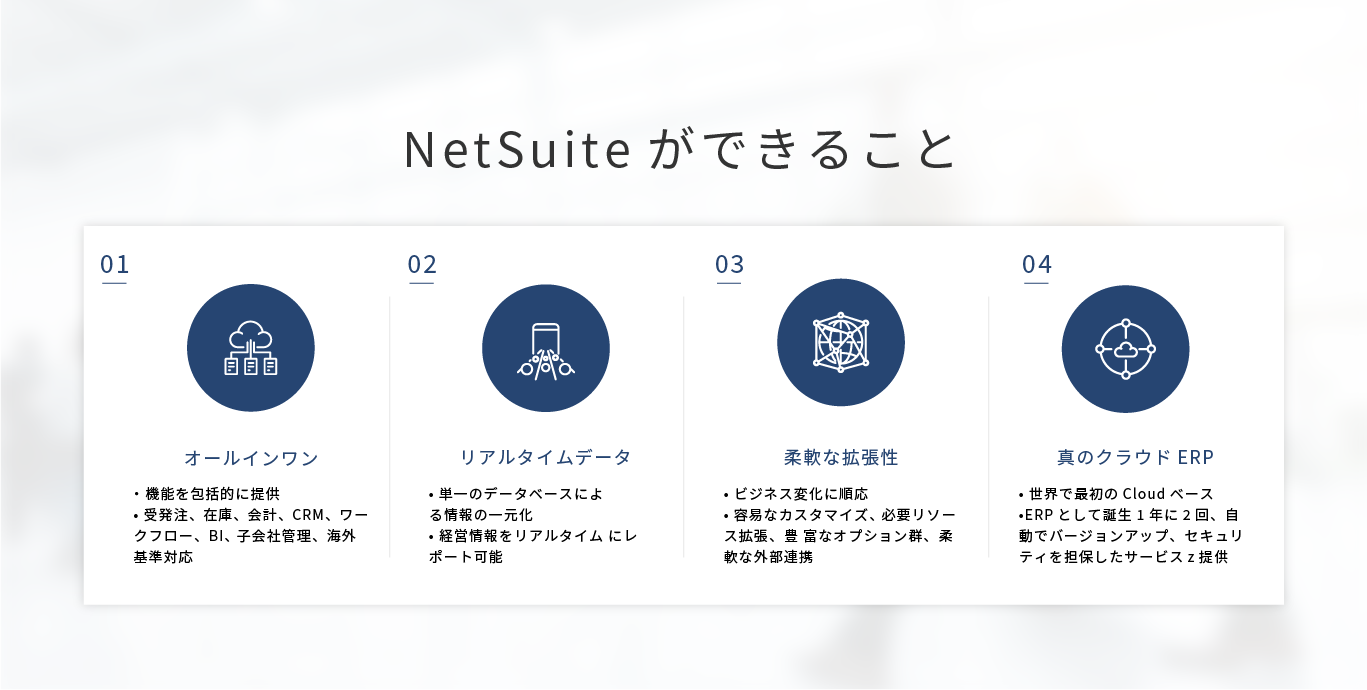 NetSuite ができること
01
オールインワン
・機能を包括的に提供
• 受発注、在庫、会計、CRM、ワー
クフロー、BI、子会社管理、海外
基準対応
02
リアルタイムデータ
• 単一のデータベースによ
る情報の一元化
• 経営情報をリアルタイム にレ
ポート可能
03
柔軟な拡張性
• ビジネス変化に順応
• 容易なカスタマイズ、必要リソー
ス拡張、豊 富なオプション群、柔
軟な外部連携
04
真のクラウド ERP
• 世界で最初の Cloud ベース
•ERP として誕生 1 年に 2 回、自
動でバージョンアップ、セキュリ
ティを担保したサービス z 提供